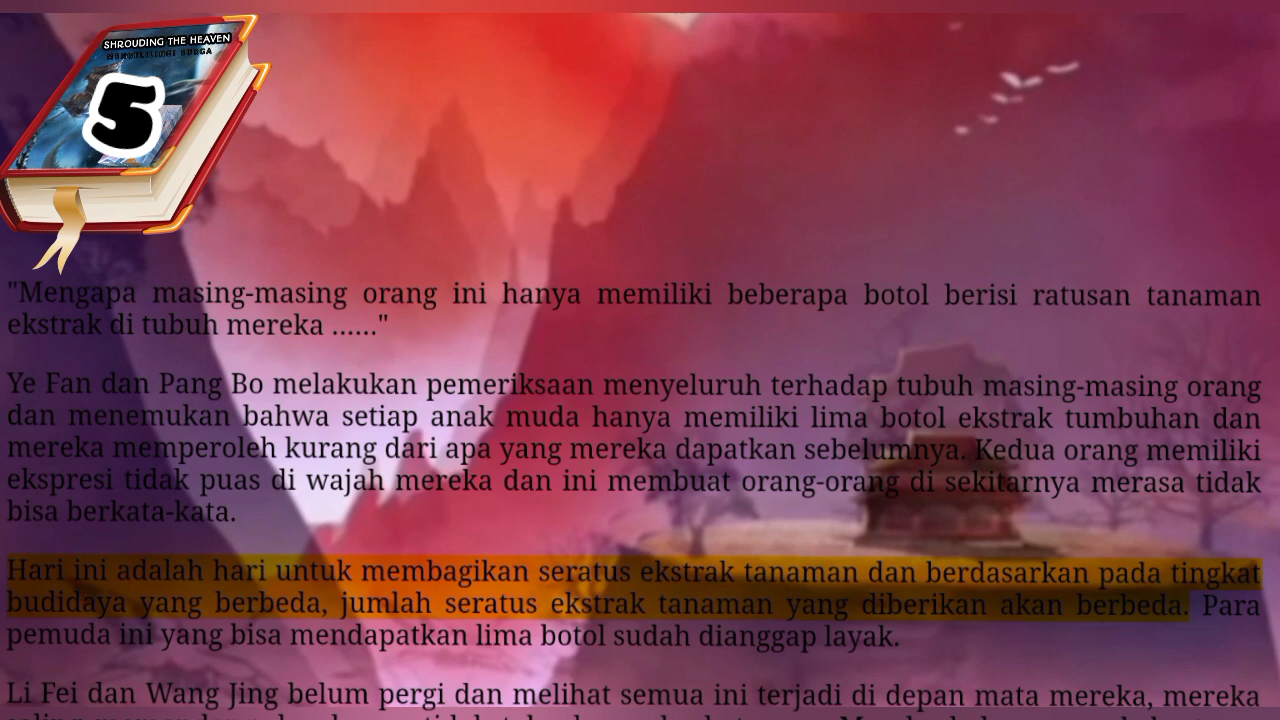 SHROUDING THE HEAVEN
5
"Mengapa masing-masing orang ini hanya memiliki beberapa botol berisi ratusan tanaman
ekstrak di tubuh mereka ......"
Ye Fan dan Pang Bo melakukan pemeriksaan menyeluruh terhadap tubuh masing-masing orang
dan menemukan bahwa setiap anak muda hanya memiliki lima botol ekstrak tumbuhan dan
mereka memperoleh kurang dari apa yang mereka dapatkan sebelumnya. Kedua orang memiliki
ekspresi tidak puas di wajah mereka dan ini membuat orang-orang di sekitarnya merasa tidak
bisa berkata-kata.
Hari ini adalah hari untuk membagikan seratus ekstrak tanaman dan berdasarkan pada tingkat
budidaya yang berbeda, jumlah seratus ekstrak tanaman yang diberikan akan berbeda. Para
pemuda ini yang bisa mendapatkan lima botol sudah dianggap layak.
Li Fei dan Wang Jing belum pergi dan melihat semua ini terjadi di depan mata mereka, mereka